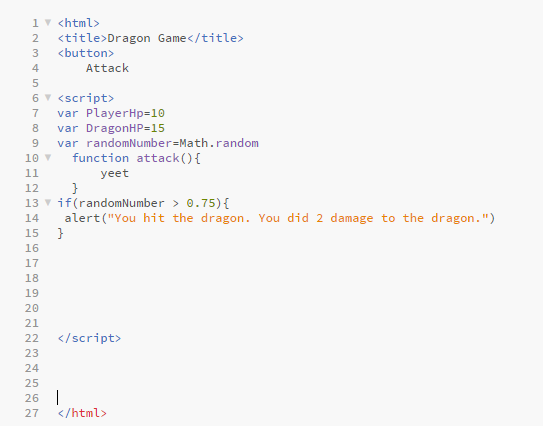 1 <html>
2 <title>Dragon Game</title>
3 <button>
4 Attack
5
6 <script>
7 var PlayerHp=10
8 var DragonHP=15
9 var randomNumber=Math.random
10 function attack(){
11 yeet
12 }
13 if(randomNumber > 0.75){
14 alert("You hit the dragon. You did 2 damage to the dragon.")
15 }
16
17
18
19
20
21
22 </script>
23
24
25
26
27 </html>